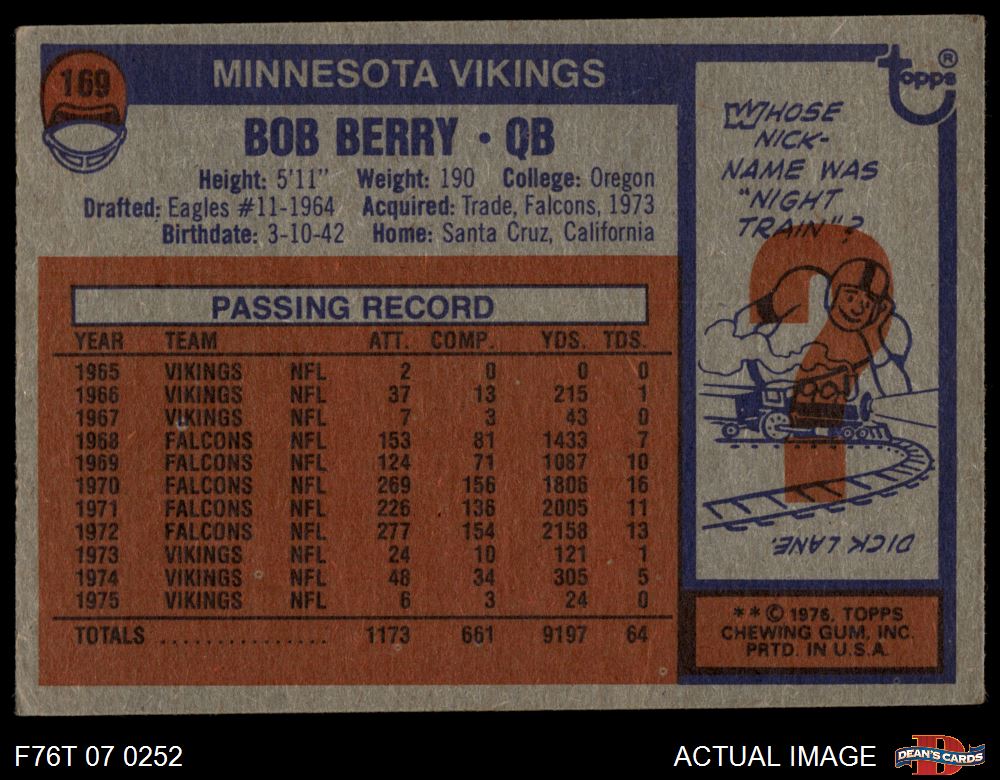 169
MINNESOTA VIKINGS
BOB BERRY • QB
Height: 5'11" Weight: 190 College: Oregon
Drafted: Eagles #11-1964 Acquired: Trade, Falcons, 1973
Birthdate: 3-10-42 Home: Santa Cruz, California
PASSING RECORD
YEAR TEAM ATT. COMP. YDS. TDS.
1965 VIKINGS NFL 2 0 0 0
1966 VIKINGS NFL 37 13 215 1
1967 VIKINGS NFL 7 3 43 0
1968 FALCONS NFL 153 81 1433 7
1969 FALCONS NFL 124 71 1087 10
1970 FALCONS NFL 269 156 1806 16
1971 FALCONS NFL 226 136 2005 11
1972 FALCONS NFL 277 154 2158 13
1973 VIKINGS NFL 24 10 121 1
1974 VIKINGS NFL 48 34 305 5
1975 VIKINGS NFL 6 3 24 0
TOTALS ................ 1173 661 9197 64
topps®
WHOSE
NICK-
NAME WAS
"NIGHT
TRAIN"?
?
DICK LANE.
**© 1976, TOPPS
CHEWING GUM, INC.
PRTD. IN U.S.A.
F76T 07 0252
ACTUAL IMAGE
D
DEAN'S CARDS